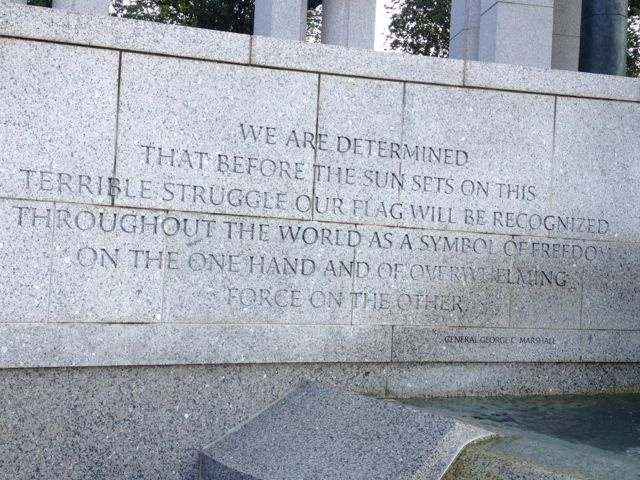 WE ARE DETERMINED
THAT BEFORE THE SUN SETS ON THIS
TERRIBLE STRUGGLE OUR FLAG WILL BE RECOGNIZED
THROUGHOUT THE WORLD AS A SYMBOL OF FREEDOM
ON THE ONE HAND AND OF OVERWHELMING
FORCE ON THE OTHER
GENERAL GEORGE C. MARSHALL